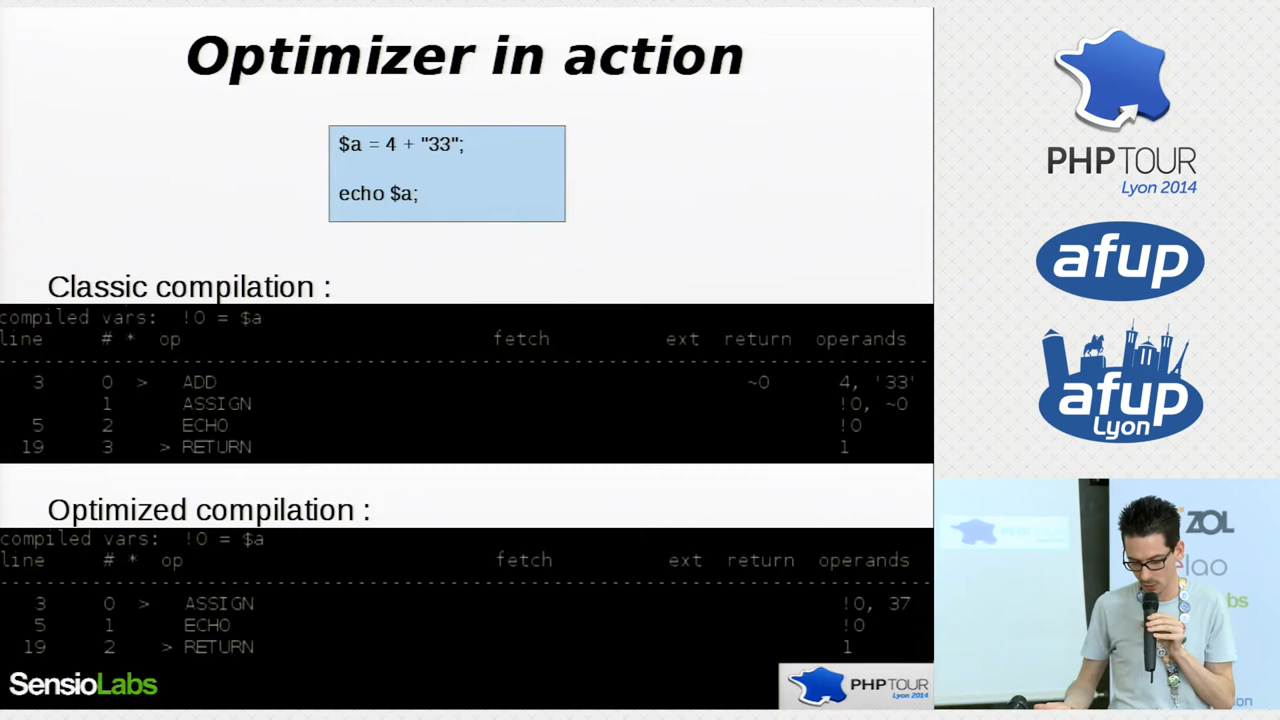 Optimizer in action
$a = 4 + "33";
echo $a;
Classic compilation :
compiled vars:  !0 = $a
line # * op fetch ext return operands
3 0 > ADD ~0 4, '33'
1 ASSIGN !0, ~0
5 2 ECHO !0
19 3 > RETURN 1
Optimized compilation :
compiled vars:  !0 = $a
line # * op fetch ext return operands
3 0 > ASSIGN !0, 37
5 1 ECHO !0
19 2 > RETURN 1
SensioLabs
PHPTOUR
Lyon 2014
PHPTOUR
Lyon 2014
afup
afup
Lyon
ZOL
elao
bs